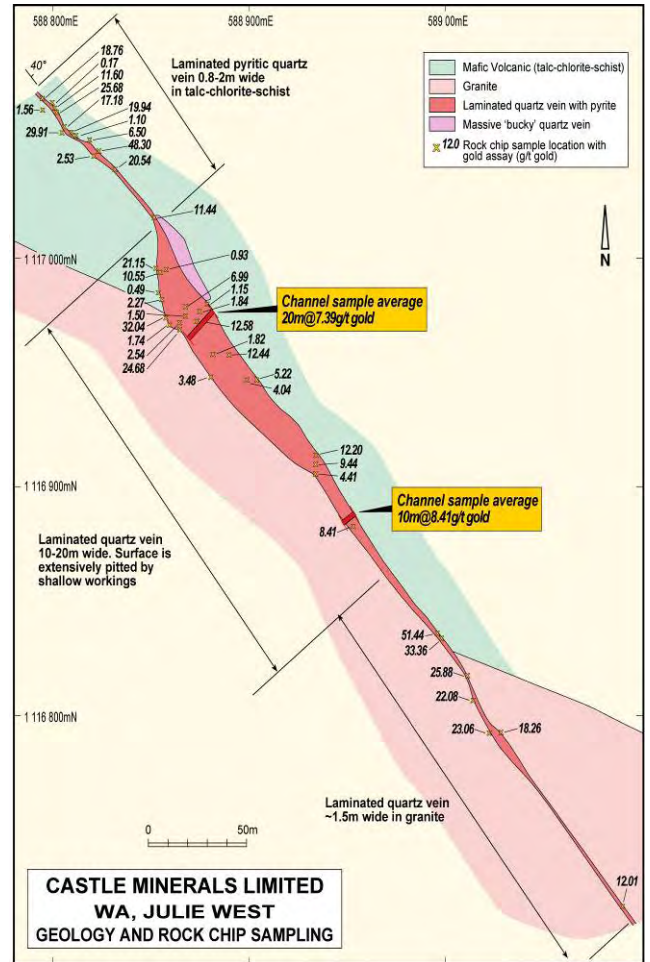 588 800mE
588 900mE
589 00mE
40°
Laminated pyritic quartz
vein 0.8-2m wide
in talc-chlorite-schist
Mafic Volcanic (talc-chlorite-schist)
Granite
Laminated quartz vein with pyrite
Massive 'bucky' quartz vein
12.0 Rock chip sample location with
gold assay (g/t gold)
N
18.76
0.17
11.60
25.68
17.18
1.56
19.94
1.10
29.91
6.50
48.30
2.53
20.54
11.44
1 117 000mN
21.15
0.93
10.55
6.99
0.49
1.15
2.27
1.84
1.50
32.04
12.58
1.74
1.82
2.54
12.44
24.68
3.48
5.22
4.04
Channel sample average
20m@7.39g/t gold
12.20
9.44
4.41
1 116 900mN
Channel sample average
10m@8.41g/t gold
8.41
Laminated quartz vein
10-20m wide. Surface is
extensively pitted by
shallow workings
51.44
33.36
25.88
22.08
1 116 800mN
23.06
18.26
Laminated quartz vein
~1.5m wide in granite
0
50m
12.01
CASTLE MINERALS LIMITED
WA, JULIE WEST
GEOLOGY AND ROCK CHIP SAMPLING